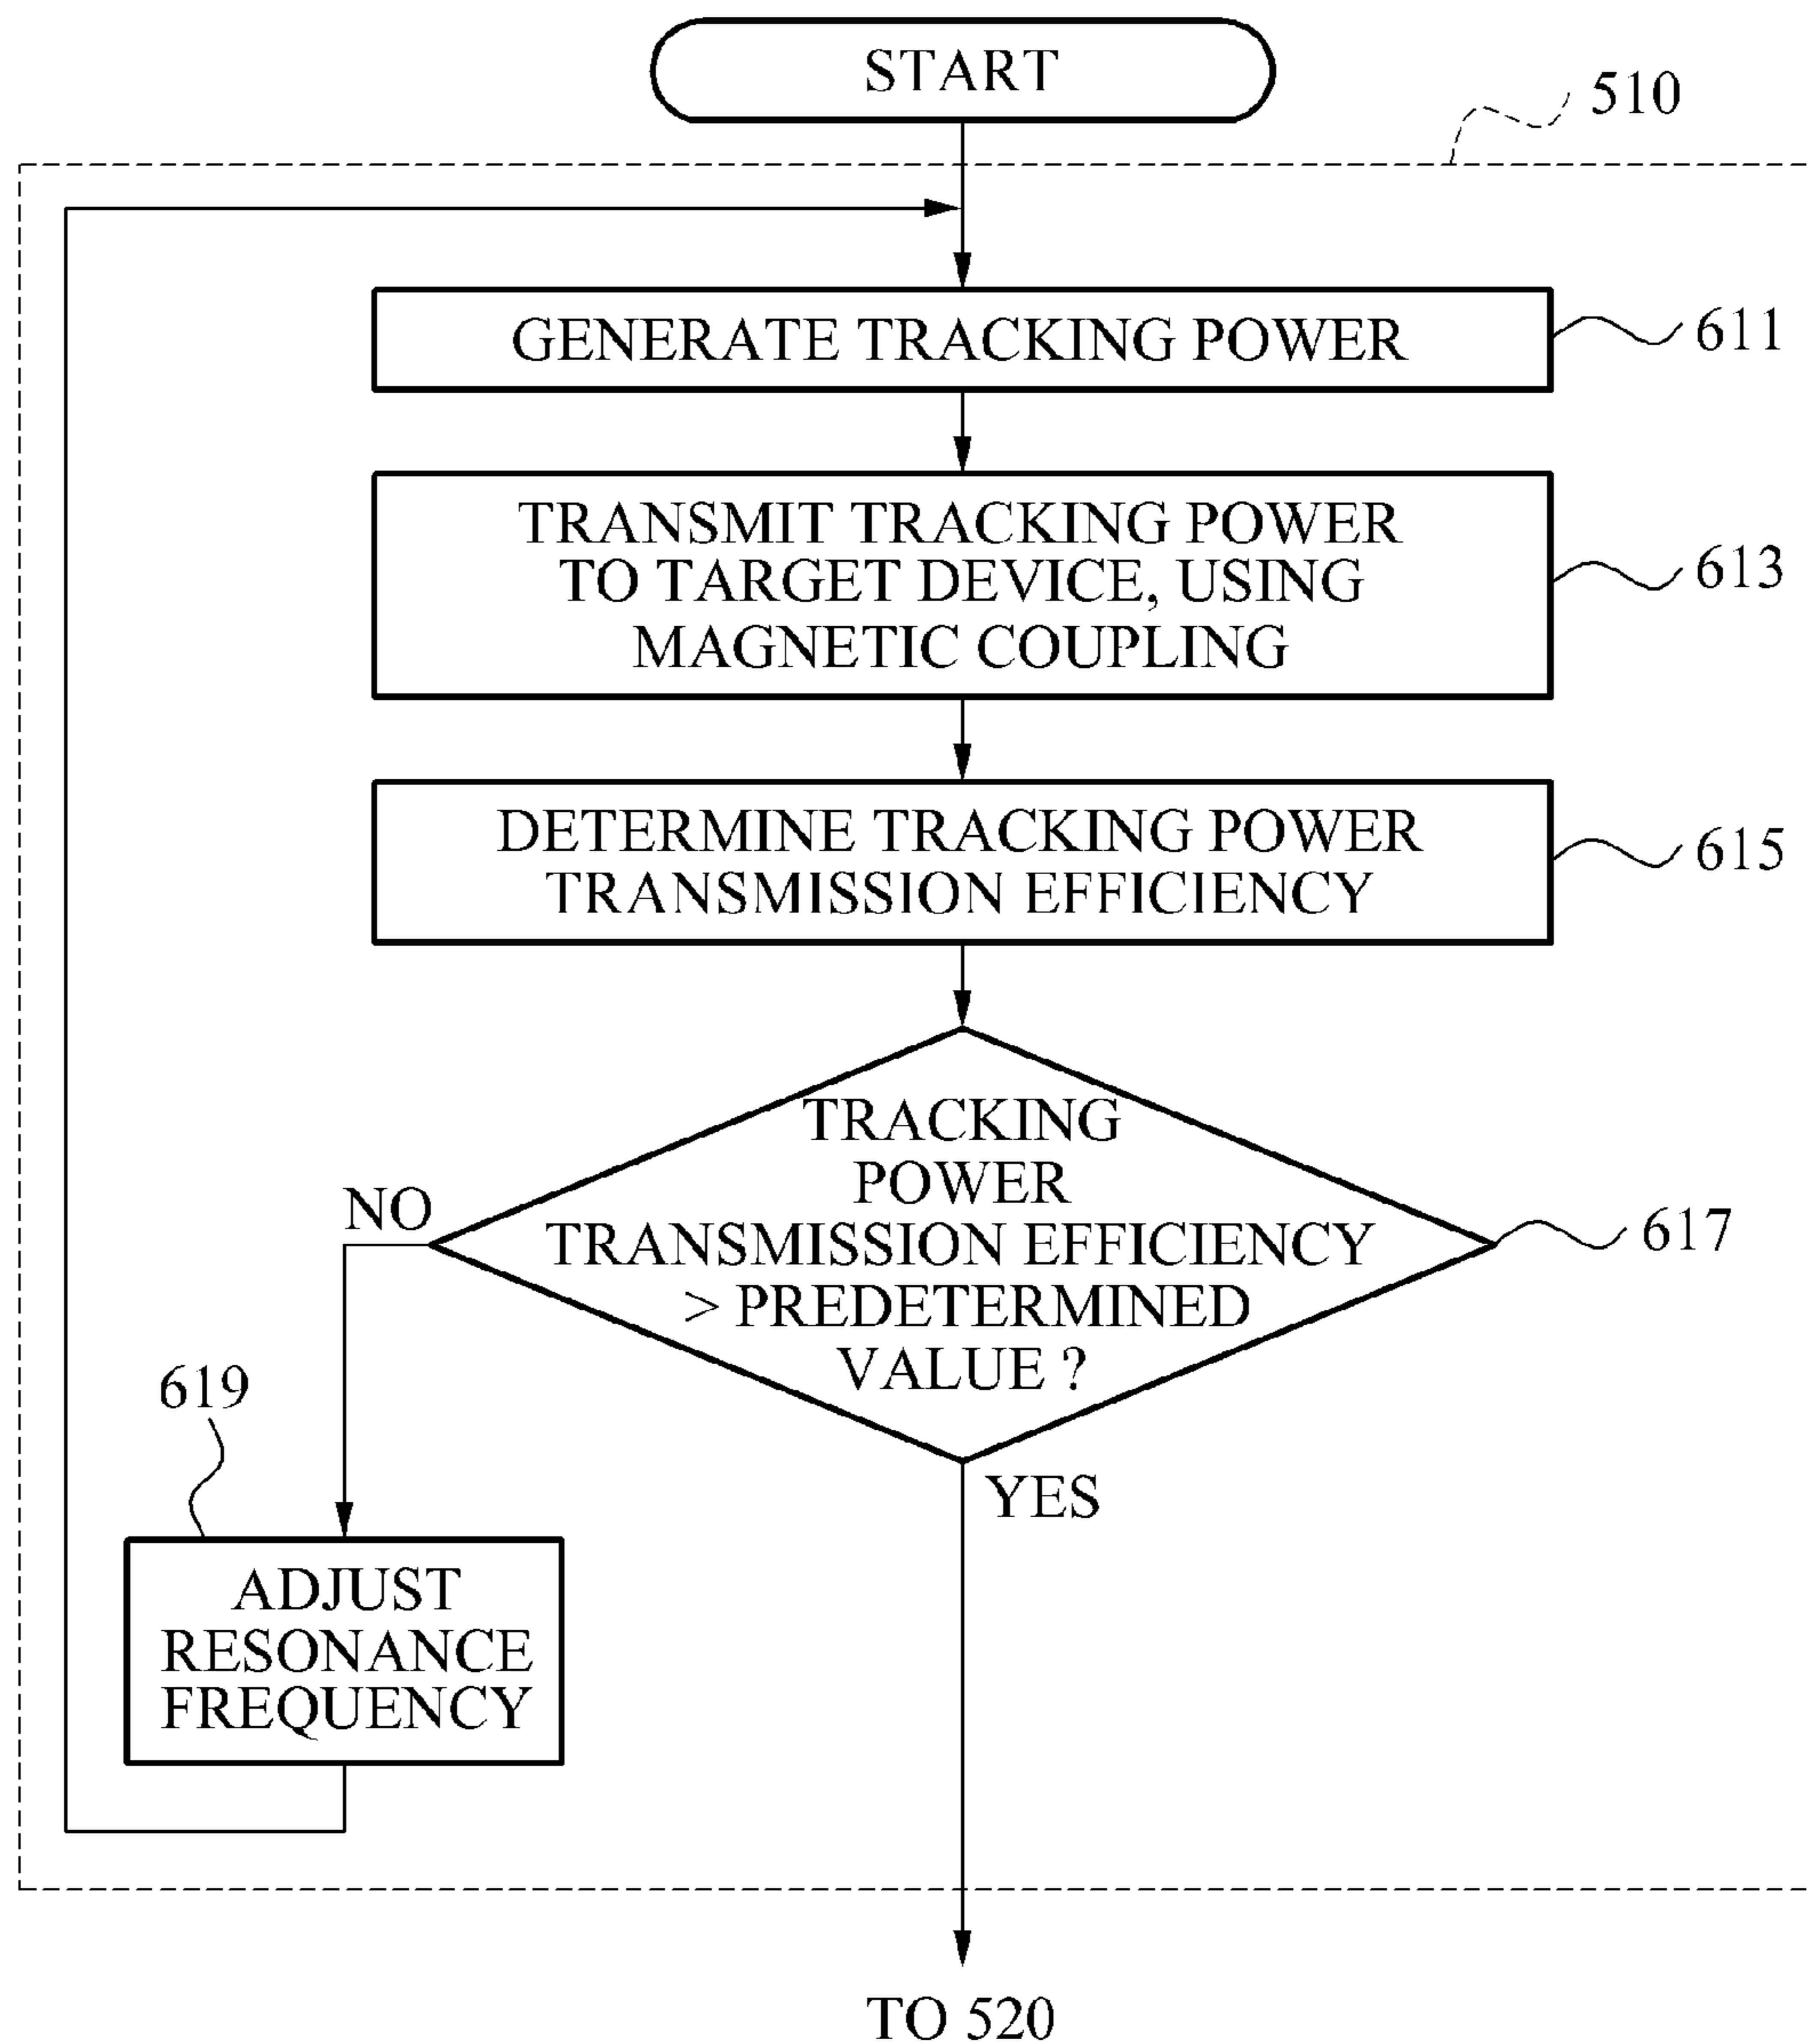 START
510
GENERATE TRACKING POWER
611
TRANSMIT TRACKING POWER
TO TARGET DEVICE, USING
MAGNETIC COUPLING
613
DETERMINE TRACKING POWER
TRANSMISSION EFFICIENCY
615
TRACKING
POWER
TRANSMISSION EFFICIENCY
> PREDETERMINED
VALUE ?
617
NO
YES
619
ADJUST
RESONANCE
FREQUENCY
TO 520